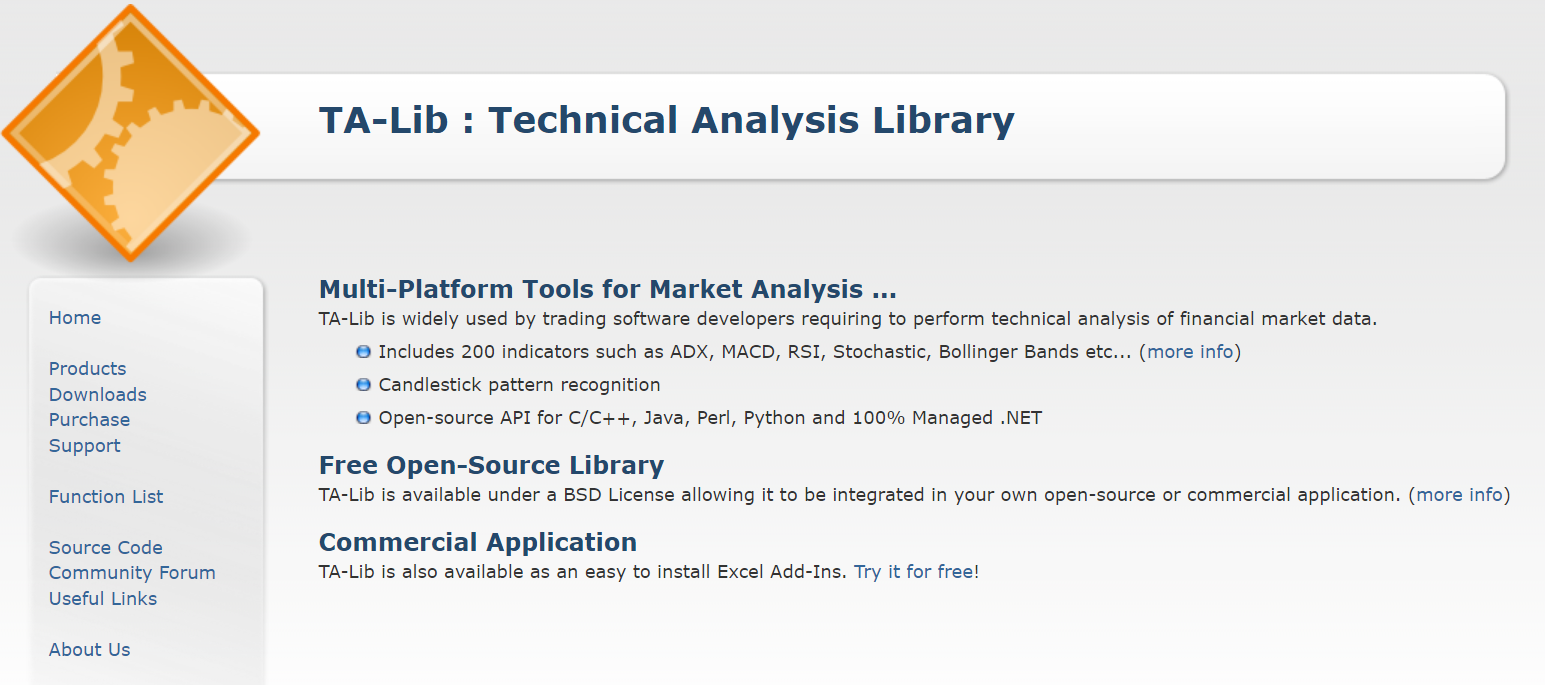 TA-Lib : Technical Analysis Library
Home
Products
Downloads
Purchase
Support
Function List
Source Code
Community Forum
Useful Links
About Us
Multi-Platform Tools for Market Analysis ...
TA-Lib is widely used by trading software developers requiring to perform technical analysis of financial market data.
Includes 200 indicators such as ADX, MACD, RSI, Stochastic, Bollinger Bands etc... (more info)
Candlestick pattern recognition
Open-source API for C/C++, Java, Perl, Python and 100% Managed .NET
Free Open-Source Library
TA-Lib is available under a BSD License allowing it to be integrated in your own open-source or commercial application. (more info)
Commercial Application
TA-Lib is also available as an easy to install Excel Add-Ins. Try it for free!